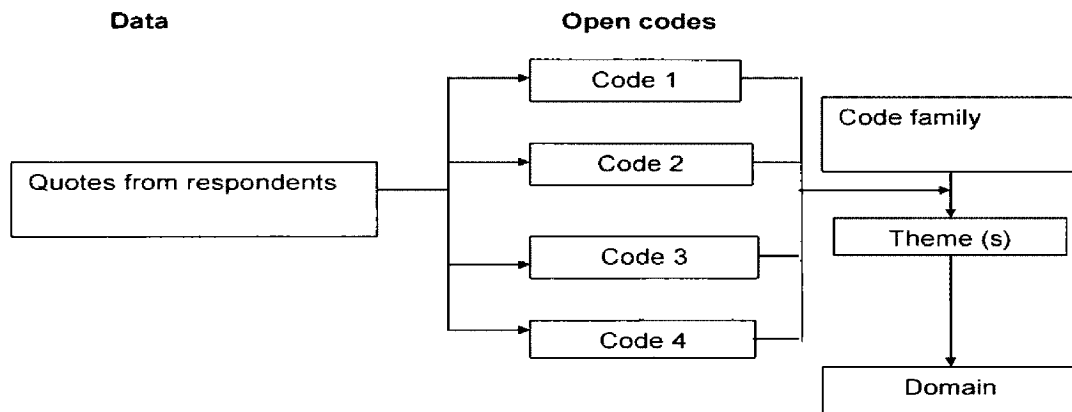 Data
Open codes
Code 1
Code family
Code 2
Quotes from respondents
Theme (s)
Code 3
Code 4
Domain